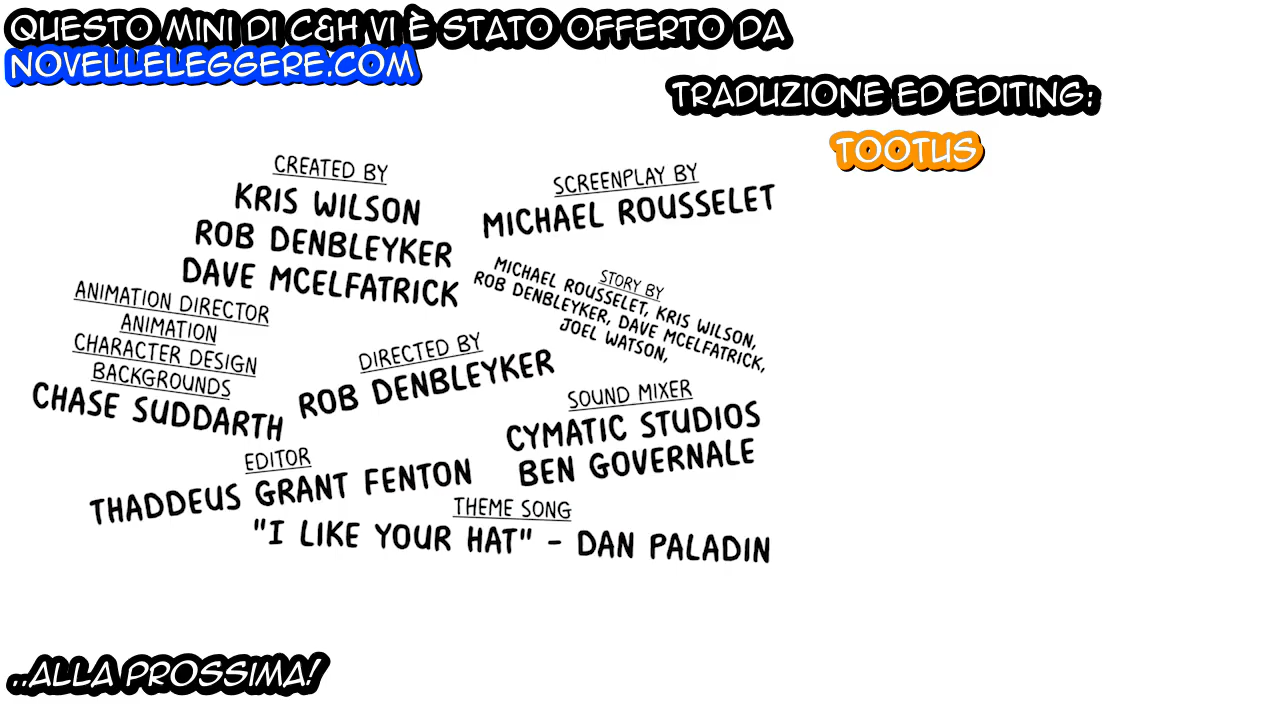 QUESTO MINI DI C&H VI È STATO OFFERTO DA
NOVELLELEGGERE.COM
TRADUZIONE ED EDITING:
TOOTUS
CREATED BY
KRIS WILSON
ROB DENBLEYKER
DAVE MCELFATRICK
SCREENPLAY BY
MICHAEL ROUSSELET
STORY BY
MICHAEL ROUSSELET, KRIS WILSON,
ROB DENBLEYKER, DAVE MCELFATRICK,
JOEL WATSON,
ANIMATION DIRECTOR
ANIMATION
CHARACTER DESIGN
BACKGROUNDS
CHASE SUDDARTH
DIRECTED BY
ROB DENBLEYKER
SOUND MIXER
CYMATIC STUDIOS
BEN GOVERNALE
EDITOR
THADDEUS GRANT FENTON
THEME SONG
"I LIKE YOUR HAT" - DAN PALADIN
..ALLA PROSSIMA!